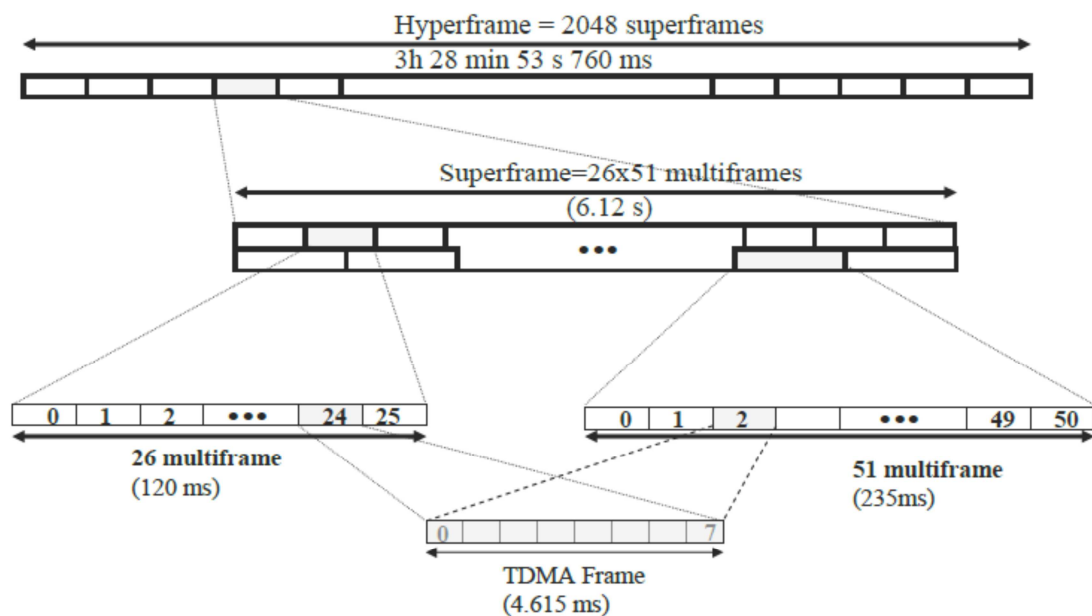 Hyperframe = 2048 superframes
3h 28 min 53 s 760 ms
Superframe=26x51 multiframes
(6.12 s)
•••
0 1 2 ••• 24 25
0 1 2 ••• 49 50
26 multiframe
(120 ms)
51 multiframe
(235ms)
0 7
TDMA Frame
(4.615 ms)